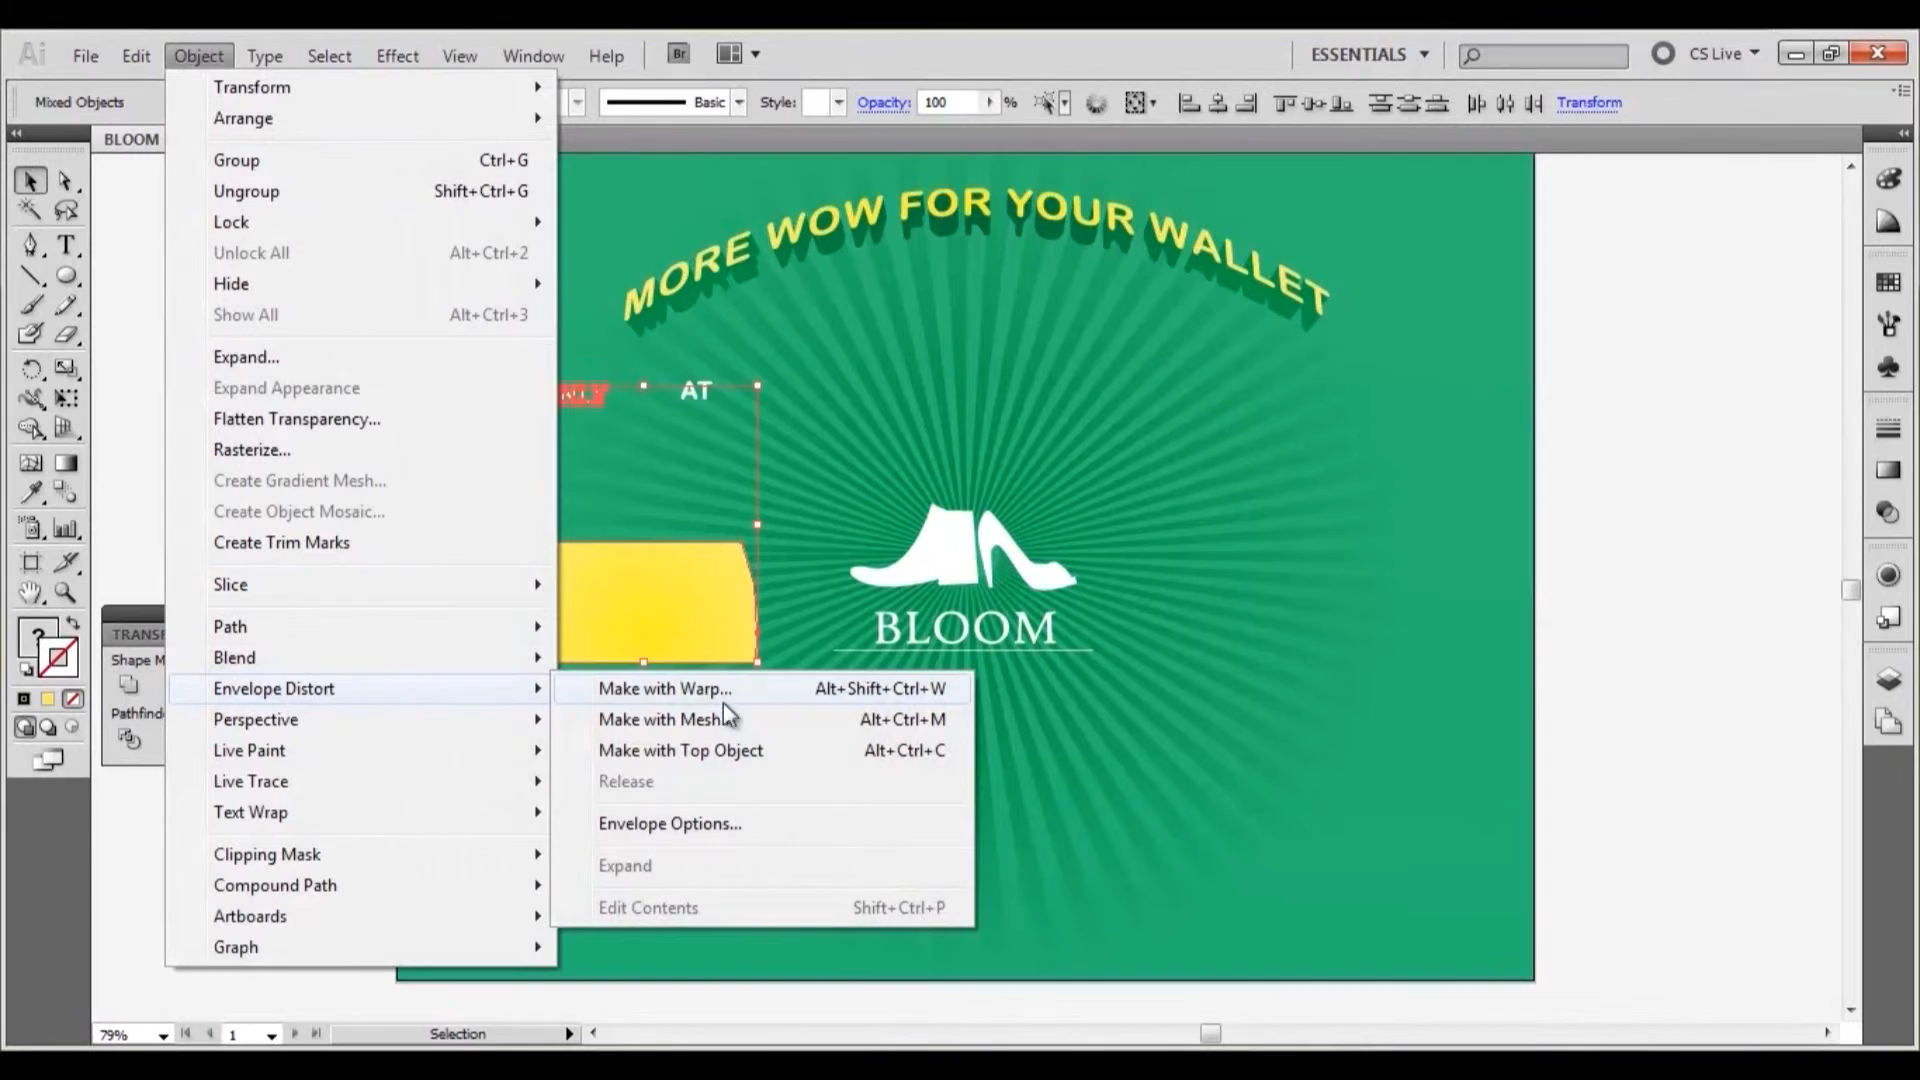 Ai File Edit Object Type Select Effect View Window Help Br ESSENTIALS CS Live
Mixed Objects Basic Style: Opacity: 100 % Transform
BLOOM
Transform
Arrange
Group Ctrl+G
Ungroup Shift+Ctrl+G
Lock
Unlock All Alt+Ctrl+2
Hide
Show All Alt+Ctrl+3
Expand...
Expand Appearance
Flatten Transparency...
Rasterize...
Create Gradient Mesh...
Create Object Mosaic...
Create Trim Marks
Slice
Path
Blend
Envelope Distort
Perspective
Live Paint
Live Trace
Text Wrap
Clipping Mask
Compound Path
Artboards
Graph
Make with Warp... Alt+Shift+Ctrl+W
Make with Mesh... Alt+Ctrl+M
Make with Top Object Alt+Ctrl+C
Release
Envelope Options...
Expand
Edit Contents Shift+Ctrl+P
MORE WOW FOR YOUR WALLET
AT
BLOOM
?
Shape M
Pathfind
79% 1 Selection